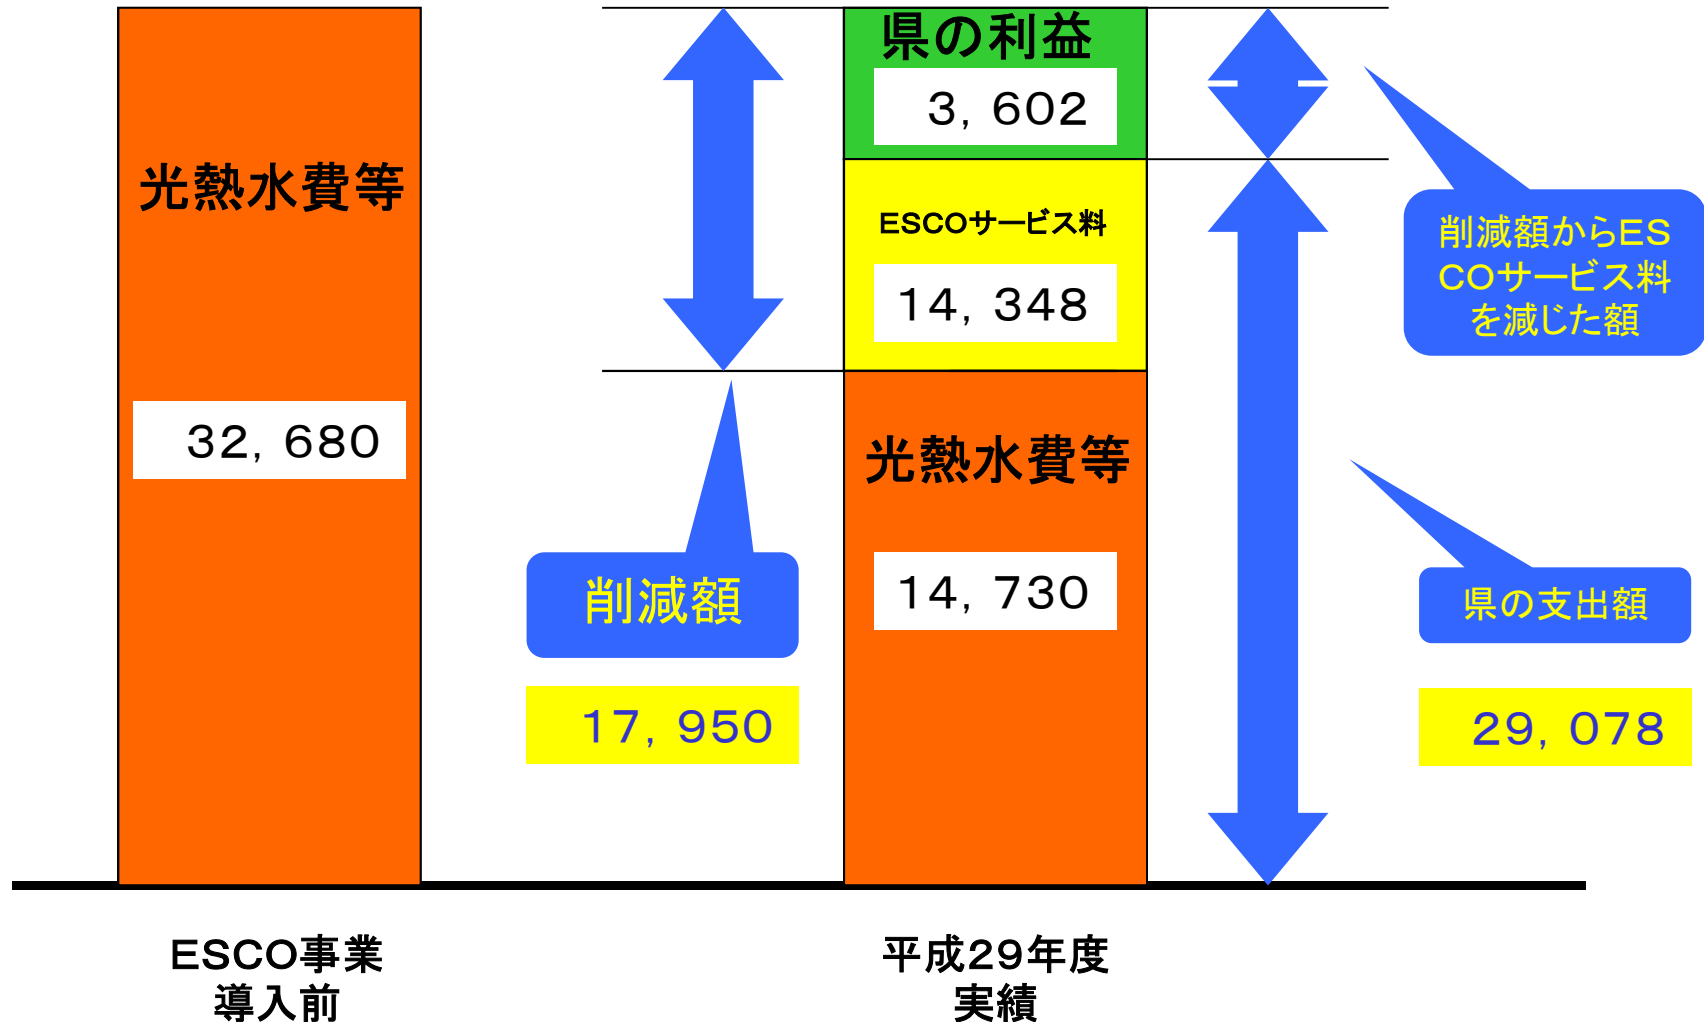 光熱水費等
32,680
ESCO事業
導入前
削減額
17,950
県の利益
3,602
ESCOサービス料
14,348
光熱水費等
14,730
平成29年度
実績
削減額からES
COサービス料
を減じた額
県の支出額
29,078